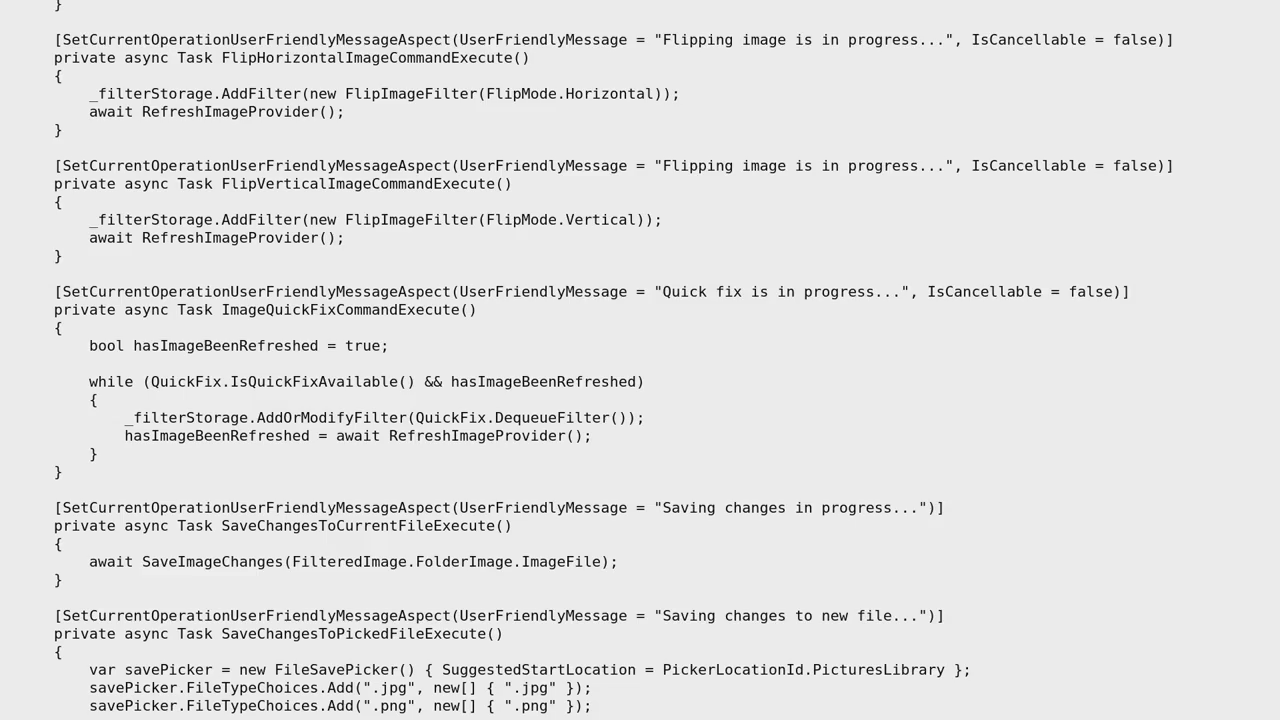 }
[SetCurrentOperationUserFriendlyMessageAspect(UserFriendlyMessage = "Flipping image is in progress...", IsCancellable = false)]
private async Task FlipHorizontalImageCommandExecute()
{
_filterStorage.AddFilter(new FlipImageFilter(FlipMode.Horizontal));
await RefreshImageProvider();
}
[SetCurrentOperationUserFriendlyMessageAspect(UserFriendlyMessage = "Flipping image is in progress...", IsCancellable = false)]
private async Task FlipVerticalImageCommandExecute()
{
_filterStorage.AddFilter(new FlipImageFilter(FlipMode.Vertical));
await RefreshImageProvider();
}
[SetCurrentOperationUserFriendlyMessageAspect(UserFriendlyMessage = "Quick fix is in progress...", IsCancellable = false)]
private async Task ImageQuickFixCommandExecute()
{
bool hasImageBeenRefreshed = true;
while (QuickFix.IsQuickFixAvailable() && hasImageBeenRefreshed)
{
_filterStorage.AddOrModifyFilter(QuickFix.DequeueFilter());
hasImageBeenRefreshed = await RefreshImageProvider();
}
}
[SetCurrentOperationUserFriendlyMessageAspect(UserFriendlyMessage = "Saving changes in progress...")]
private async Task SaveChangesToCurrentFileExecute()
{
await SaveImageChanges(FilteredImage.FolderImage.ImageFile);
}
[SetCurrentOperationUserFriendlyMessageAspect(UserFriendlyMessage = "Saving changes to new file...")]
private async Task SaveChangesToPickedFileExecute()
{
var savePicker = new FileSavePicker() { SuggestedStartLocation = PickerLocationId.PicturesLibrary };
savePicker.FileTypeChoices.Add(".jpg", new[] { ".jpg" });
savePicker.FileTypeChoices.Add(".png", new[] { ".png" });